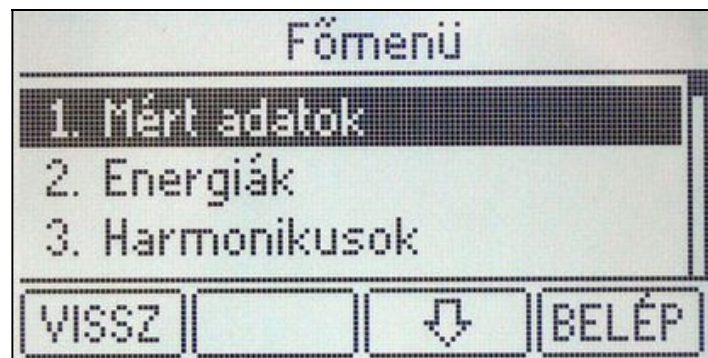 Főmenü
1. Mért adatok
2. Energiák
3. Harmonikusok
VISSZ BELÉP